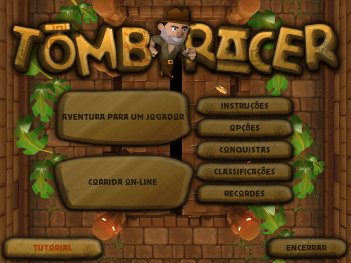 TOMB RACER
AVENTURA PARA UM JOGADOR
CORRIDA ON-LINE
INSTRUÇÕES
OPÇÕES
CONQUISTAS
CLASSIFICAÇÕES
RECORDES
TUTORIAL
ENCERRAR